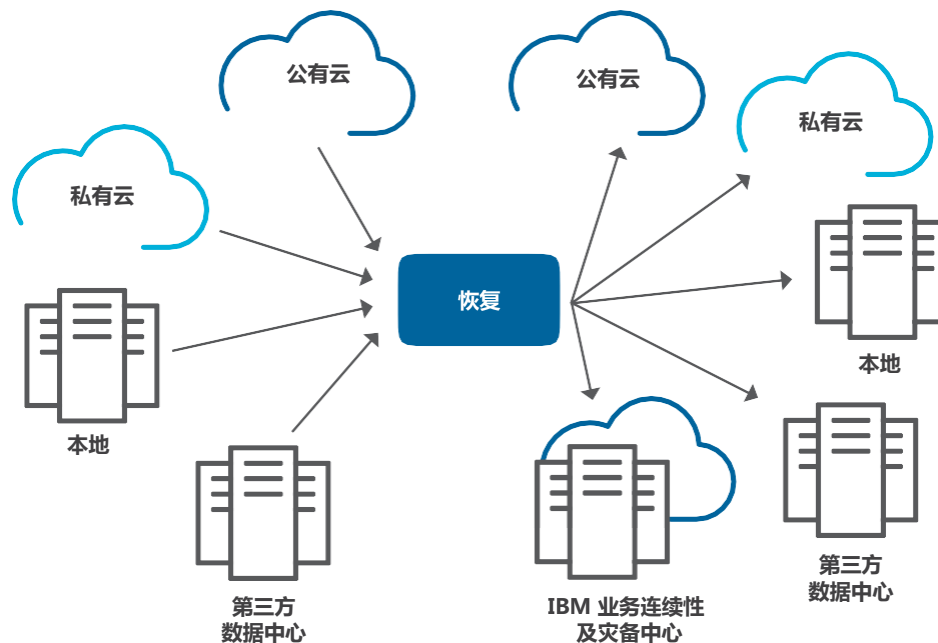 公有云
公有云
私有云
私有云
恢复
本地
本地
第三方
数据中心
IBM 业务连续性
及灾备中心
第三方
数据中心